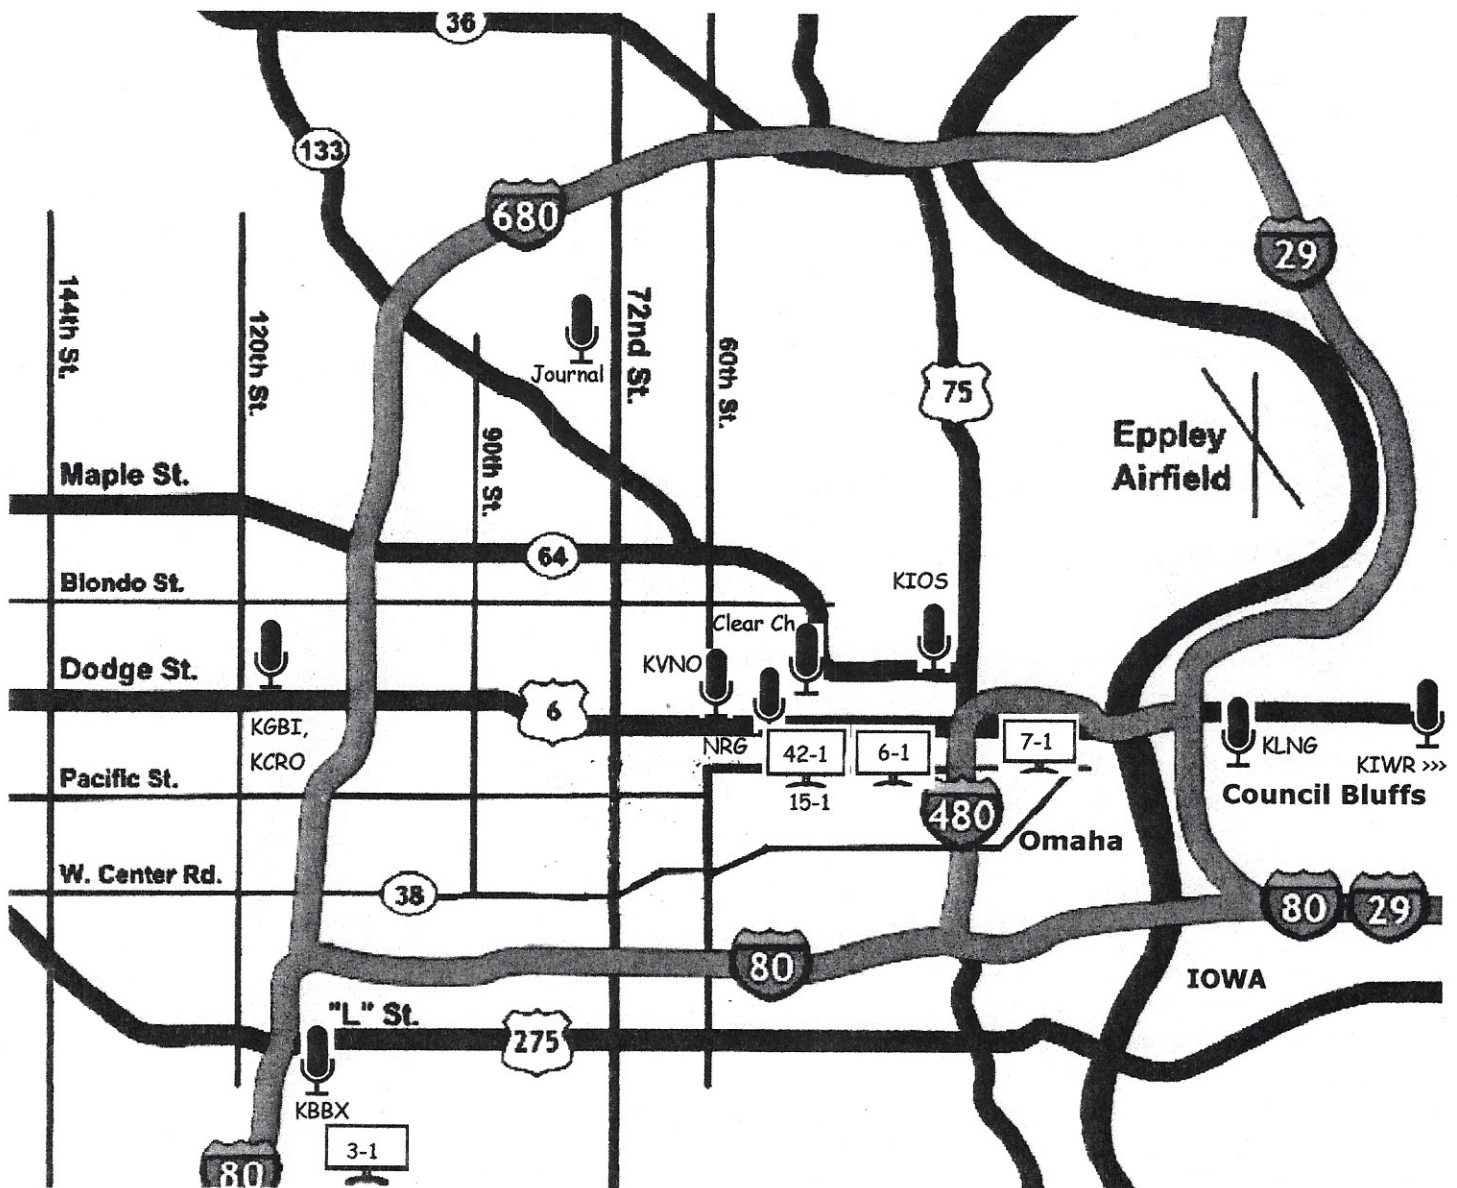 36
133
680
29
144th St.
120th St.
72nd St.
60th St.
90th St.
Journal
75
Eppley
Airfield
Maple St.
64
Blondo St.
KIOS
Clear Ch
KVNO
Dodge St.
6
KGBI,
KCRO
NRG
42-1
15-1
6-1
7-1
KLNG
KIWR >>>
Council Bluffs
Pacific St.
480
Omaha
W. Center Rd.
38
80
29
80
IOWA
"L" St.
275
KBBX
3-1
80